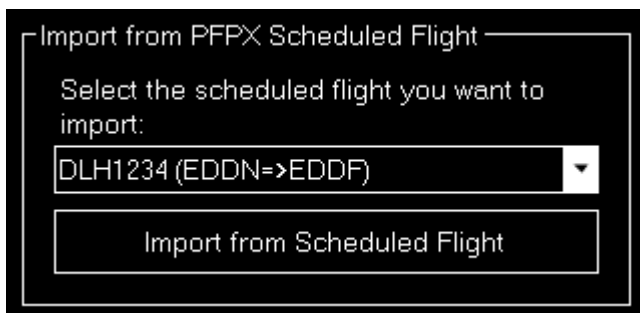 Import from PFPX Scheduled Flight
Select the scheduled flight you want to
import:
DLH1234 (EDDN=>EDDF)
Import from Scheduled Flight